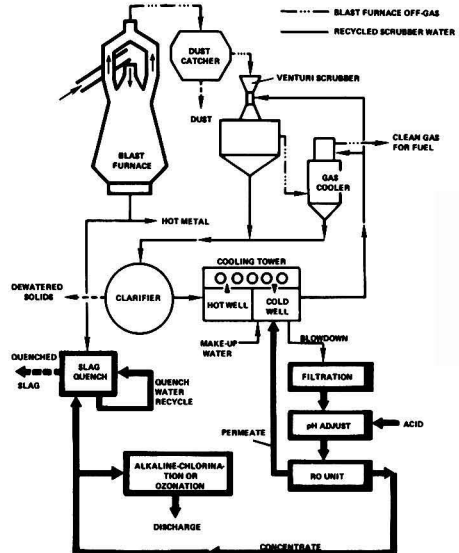 BLAST FURNACE OFF-GAS
RECYCLED SCRUBBER WATER
DUST
CATCHER
VENTURI SCRUBBER
DUST
CLEAN GAS
FOR FUEL
BLAST
FURNACE
GAS
COOLER
HOT METAL
COOLING TOWER
DEWATERED
SOLIDS
CLARIFIER
HOT WELL
COLD
WELL
MAKE-UP
WATER
BLOWDOWN
QUENCHED
SLAG
SLAG
QUENCH
QUENCH
WATER
RECYCLE
FILTRATION
PERMEATE
pH ADJUST
ACID
ALKALINE-CHLORINA-
TION OR
OZONATION
RO UNIT
DISCHARGE
CONCENTRATE